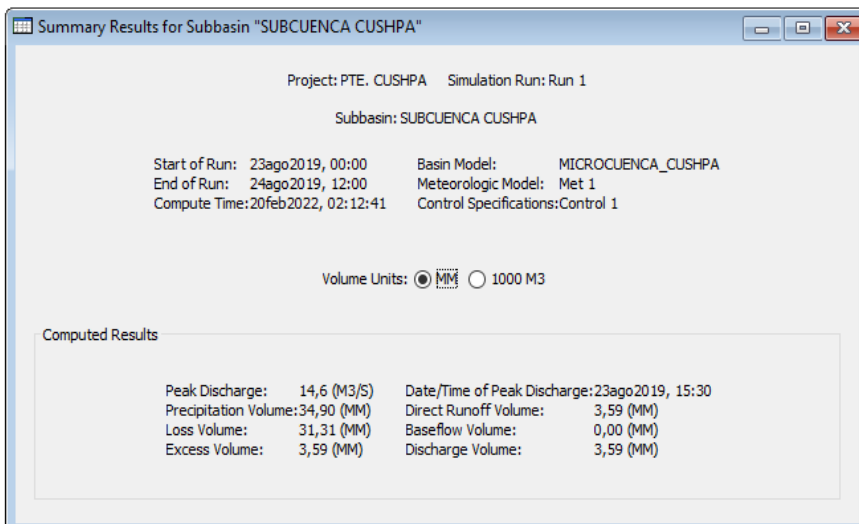 Summary Results for Subbasin "SUBCUENCA CUSHPA"
Project: PTE. CUSHPA Simulation Run: Run 1
Subbasin: SUBCUENCA CUSHPA
Start of Run: 23ago2019, 00:00 Basin Model: MICROCUENCA_CUSHPA
End of Run: 24ago2019, 12:00 Meteorologic Model: Met 1
Compute Time:20feb2022, 02:12:41 Control Specifications:Control 1
Volume Units: MM 1000 M3
Computed Results
Peak Discharge: 14,6 (M3/S) Date/Time of Peak Discharge:23ago2019, 15:30
Precipitation Volume:34,90 (MM) Direct Runoff Volume: 3,59 (MM)
Loss Volume: 31,31 (MM) Baseflow Volume: 0,00 (MM)
Excess Volume: 3,59 (MM) Discharge Volume: 3,59 (MM)